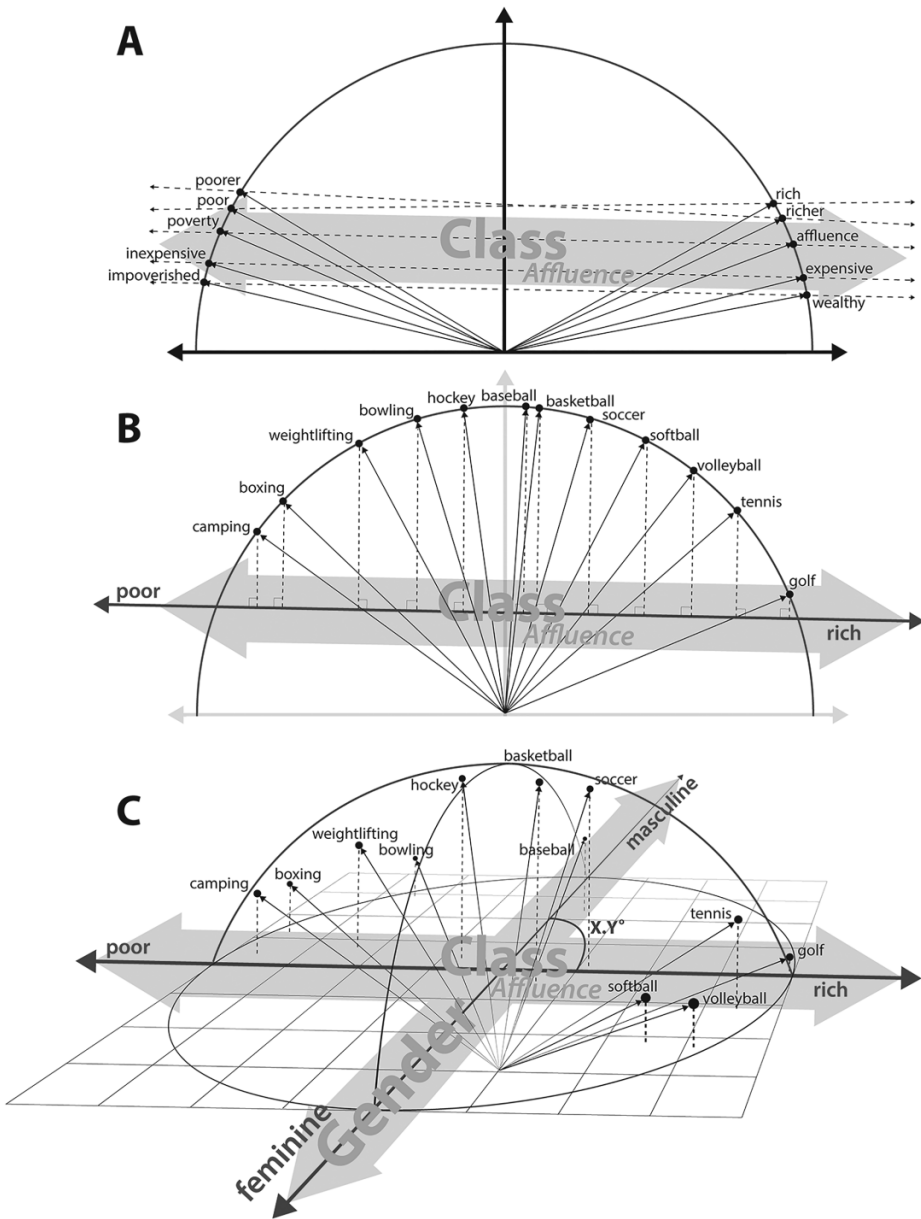 A
poorer
poor
poverty
inexpensive
impoverished
rich
richer
affluence
expensive
wealthy
Class
Affluence
B
camping
boxing
weightlifting
bowling
hockey
baseball
basketball
soccer
softball
volleyball
tennis
golf
poor
Class
Affluence
rich
C
basketball
hockey
soccer
masculine
weightlifting
bowling
baseball
camping
boxing
X.Y°
tennis
poor
Class
golf
Affluence
softball
volleyball
rich
Gender
feminine